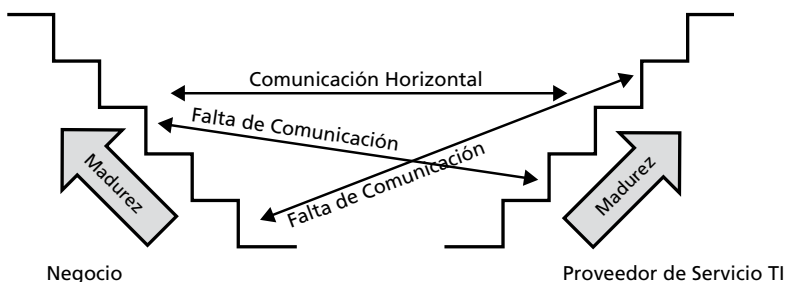 Comunicación Horizontal
Falta de Comunicación
Falta de Comunicación
Madurez
Madurez
Negocio
Proveedor de Servicio TI